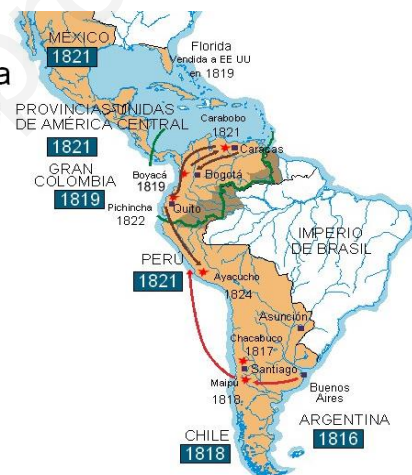 MÉXICO
1821
a
Florida
Vendida a EE UU
en 1819
PROVINCIAS UNIDAS
DE AMÉRICA CENTRAL
1821
Carabobo
1821
Caracas
GRAN
COLOMBIA
1819
Boyacá
1819
Bogotá
Pichincha
1822
Quito
IMPERIO
DE BRASIL
PERÚ
1821
Ayacucho
1824
Asunción
Chacabuco
1817
Santiago
Maipú
1818
Buenos
Aires
ARGENTINA
1816
CHILE
1818